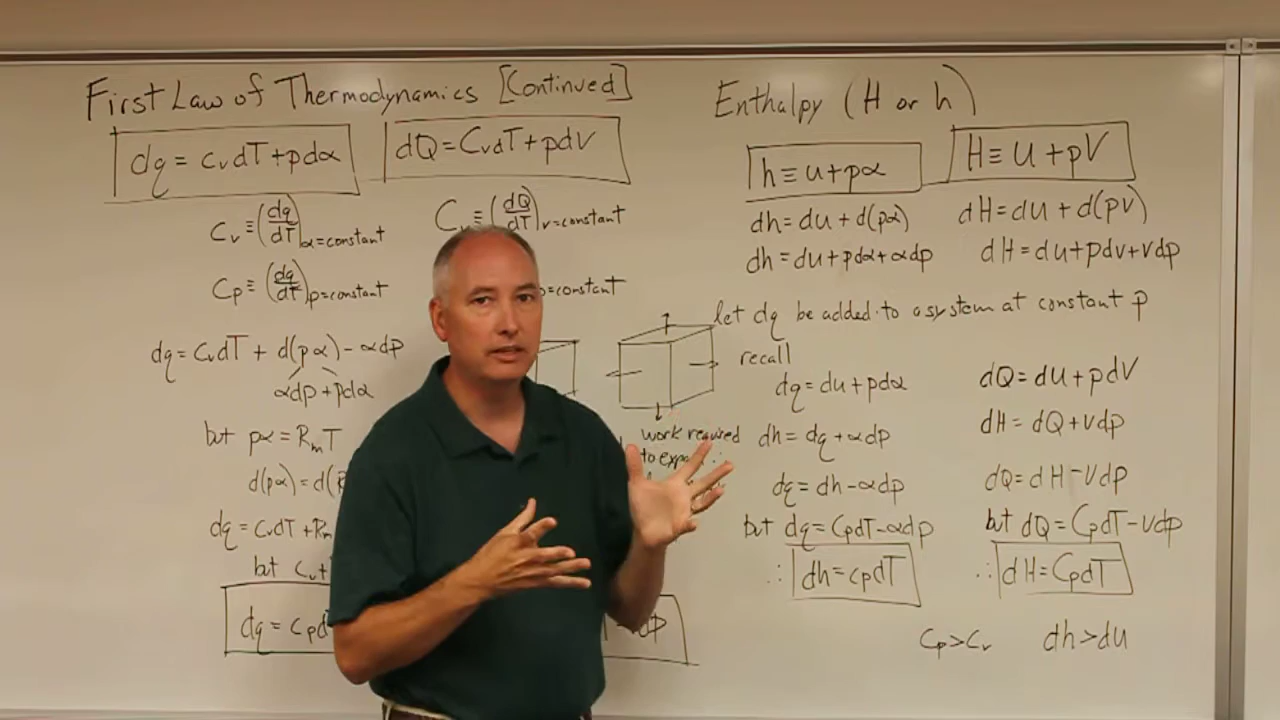 First Law of Thermodynamics [Continued]
dq = CvdT + pdα
dQ = CvdT + pdV
Cv ≡ (dq/dT)α=constant
Cv ≡ (dQ/dT)v=constant
Cp ≡ (dq/dT)p=constant
p=constant
dq = CvdT + d(pα) - αdp
αdp + pdα
but pα = RmT
d(pα) = d(
dq = CvdT + Rm
but Cv +
dq = Cpd
dp
work required
to
Enthalpy (H or h)
h ≡ u + pα
H ≡ U + pV
dh = du + d(pα)
dH = dU + d(pV)
dh = du + pdα + αdp
dH = dU + pdV + Vdp
let dq be added to a system at constant p
recall
dq = du + pdα
dQ = dU + pdV
dh = dq + αdp
dH = dQ + Vdp
dq = dh - αdp
dQ = dH - Vdp
but dq = CpdT - αdp
but dQ = CpdT - Vdp
∴ dh = cpdT
∴ dH = CpdT
Cp > Cv
dh > du